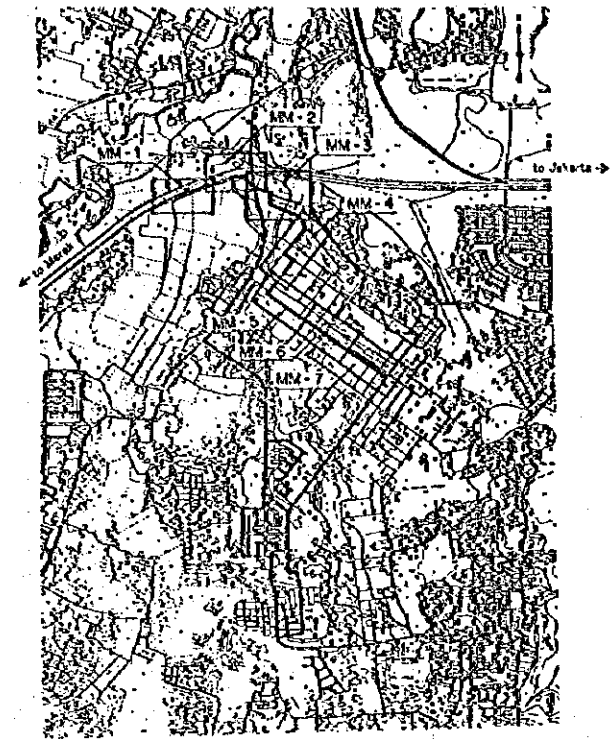 MM - 2
MM - 1
MM - 3
to Jakarta →
MM - 4
← to Merak
MM - 5
MM - 6
MM - 7